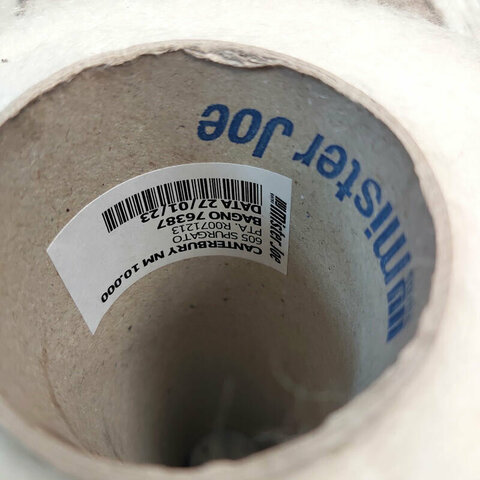 mister Joe
mister Joe
CANTERBURY NM 10.000
605 SPURGATO
PTA. R0071213
BAGNO 76387
DATA 27/01/23